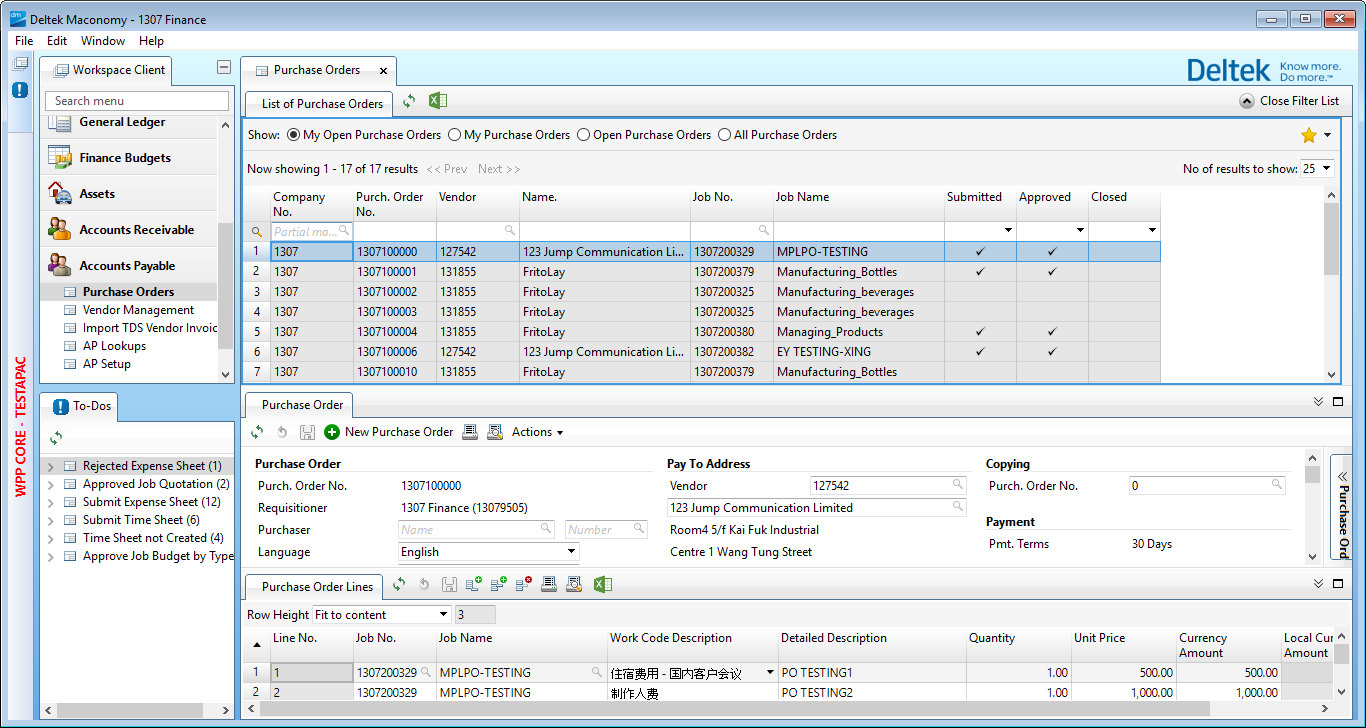 Deltek Maconomy - 1307 Finance
File Edit Window Help
Workspace Client
Purchase Orders
Deltek Know more. Do more.™
Search menu
List of Purchase Orders
Close Filter List
General Ledger
Finance Budgets
Assets
Accounts Receivable
Accounts Payable
Purchase Orders
Vendor Management
Import TDS Vendor Invoic
AP Lookups
AP Setup
WPP CORE - TESTAPAC
Show: My Open Purchase Orders My Purchase Orders Open Purchase Orders All Purchase Orders
Now showing 1 - 17 of 17 results << Prev Next >>
No of results to show: 25
Company No. Purch. Order No. Vendor Name. Job No. Job Name Submitted Approved Closed
Partial ma...
1 1307 1307100000 127542 123 Jump Communication Li... 1307200329 MPLPO-TESTING ✓ ✓
2 1307 1307100001 131855 FritoLay 1307200379 Manufacturing_Bottles ✓ ✓
3 1307 1307100002 131855 FritoLay 1307200325 Manufacturing_beverages
4 1307 1307100003 131855 FritoLay 1307200325 Manufacturing_beverages
5 1307 1307100004 131855 FritoLay 1307200380 Managing_Products ✓ ✓
6 1307 1307100006 127542 123 Jump Communication Li... 1307200382 EY TESTING-XING ✓ ✓
7 1307 1307100010 131855 FritoLay 1307200379 Manufacturing_Bottles
To-Dos
Rejected Expense Sheet (1)
Approved Job Quotation (2)
Submit Expense Sheet (12)
Submit Time Sheet (6)
Time Sheet not Created (4)
Approve Job Budget by Type
Purchase Order
New Purchase Order Actions
Purchase Order
Purch. Order No. 1307100000
Requisitioner 1307 Finance (13079505)
Purchaser Name Number
Language English
Pay To Address
Vendor 127542
123 Jump Communication Limited
Room4 5/f Kai Fuk Industrial
Centre 1 Wang Tung Street
Copying
Purch. Order No. 0
Payment
Pmt. Terms 30 Days
Purchase Ord
Purchase Order Lines
Row Height Fit to content 3
Line No. Job No. Job Name Work Code Description Detailed Description Quantity Unit Price Currency Amount Local Cur Amount
1 1 1307200329 MPLPO-TESTING 住宿费用 - 国内客户会议 PO TESTING1 1.00 500.00 500.00
2 2 1307200329 MPLPO-TESTING 制作人费 PO TESTING2 1.00 1,000.00 1,000.00